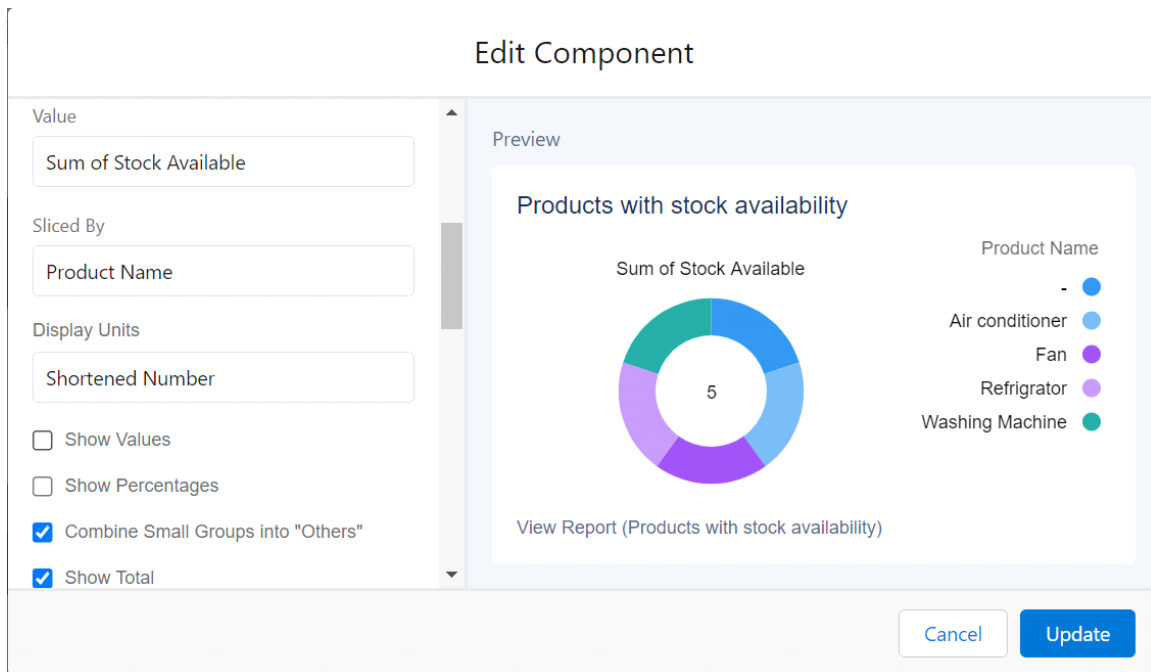 Edit Component
Value
Sum of Stock Available
Sliced By
Product Name
Display Units
Shortened Number
Show Values
Show Percentages
Combine Small Groups into "Others"
Show Total
Preview
Products with stock availability
Sum of Stock Available
5
Product Name
-
Air conditioner
Fan
Refrigrator
Washing Machine
View Report (Products with stock availability)
Cancel
Update